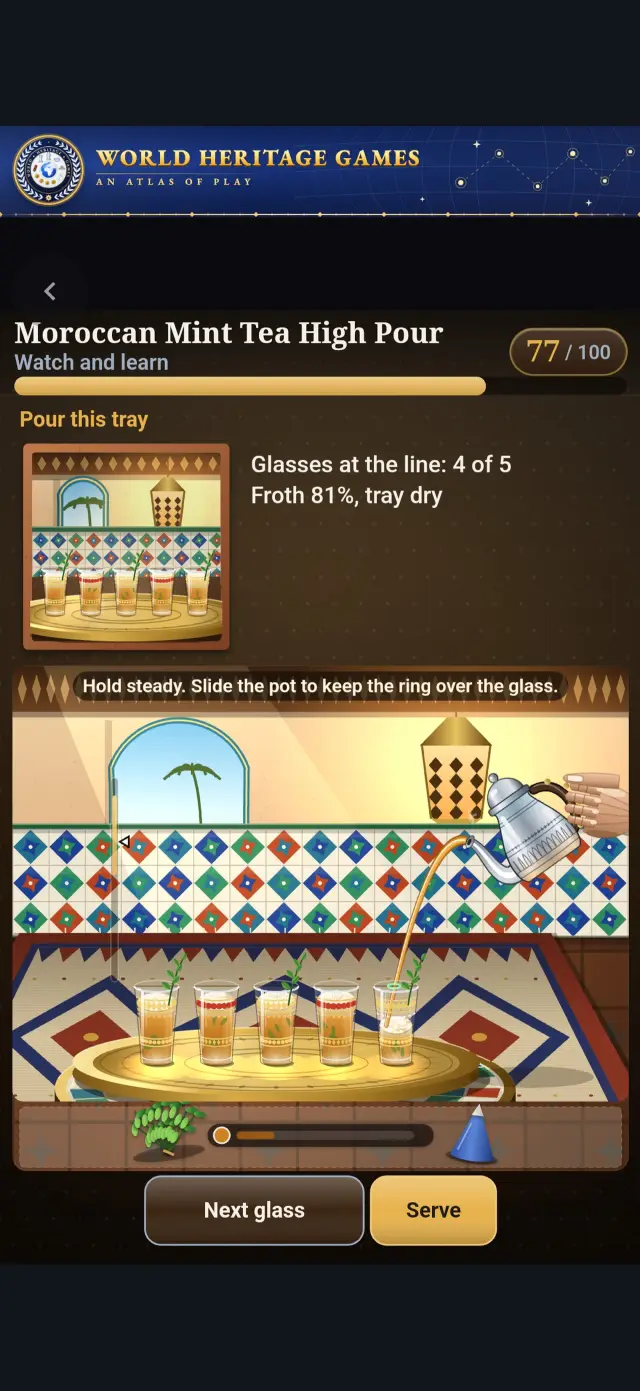 WORLD HERITAGE GAMES
AN ATLAS OF PLAY
Moroccan Mint Tea High Pour
Watch and learn
77 / 100
Pour this tray
Glasses at the line: 4 of 5
Froth 81%, tray dry
Hold steady. Slide the pot to keep the ring over the glass.
Next glass
Serve